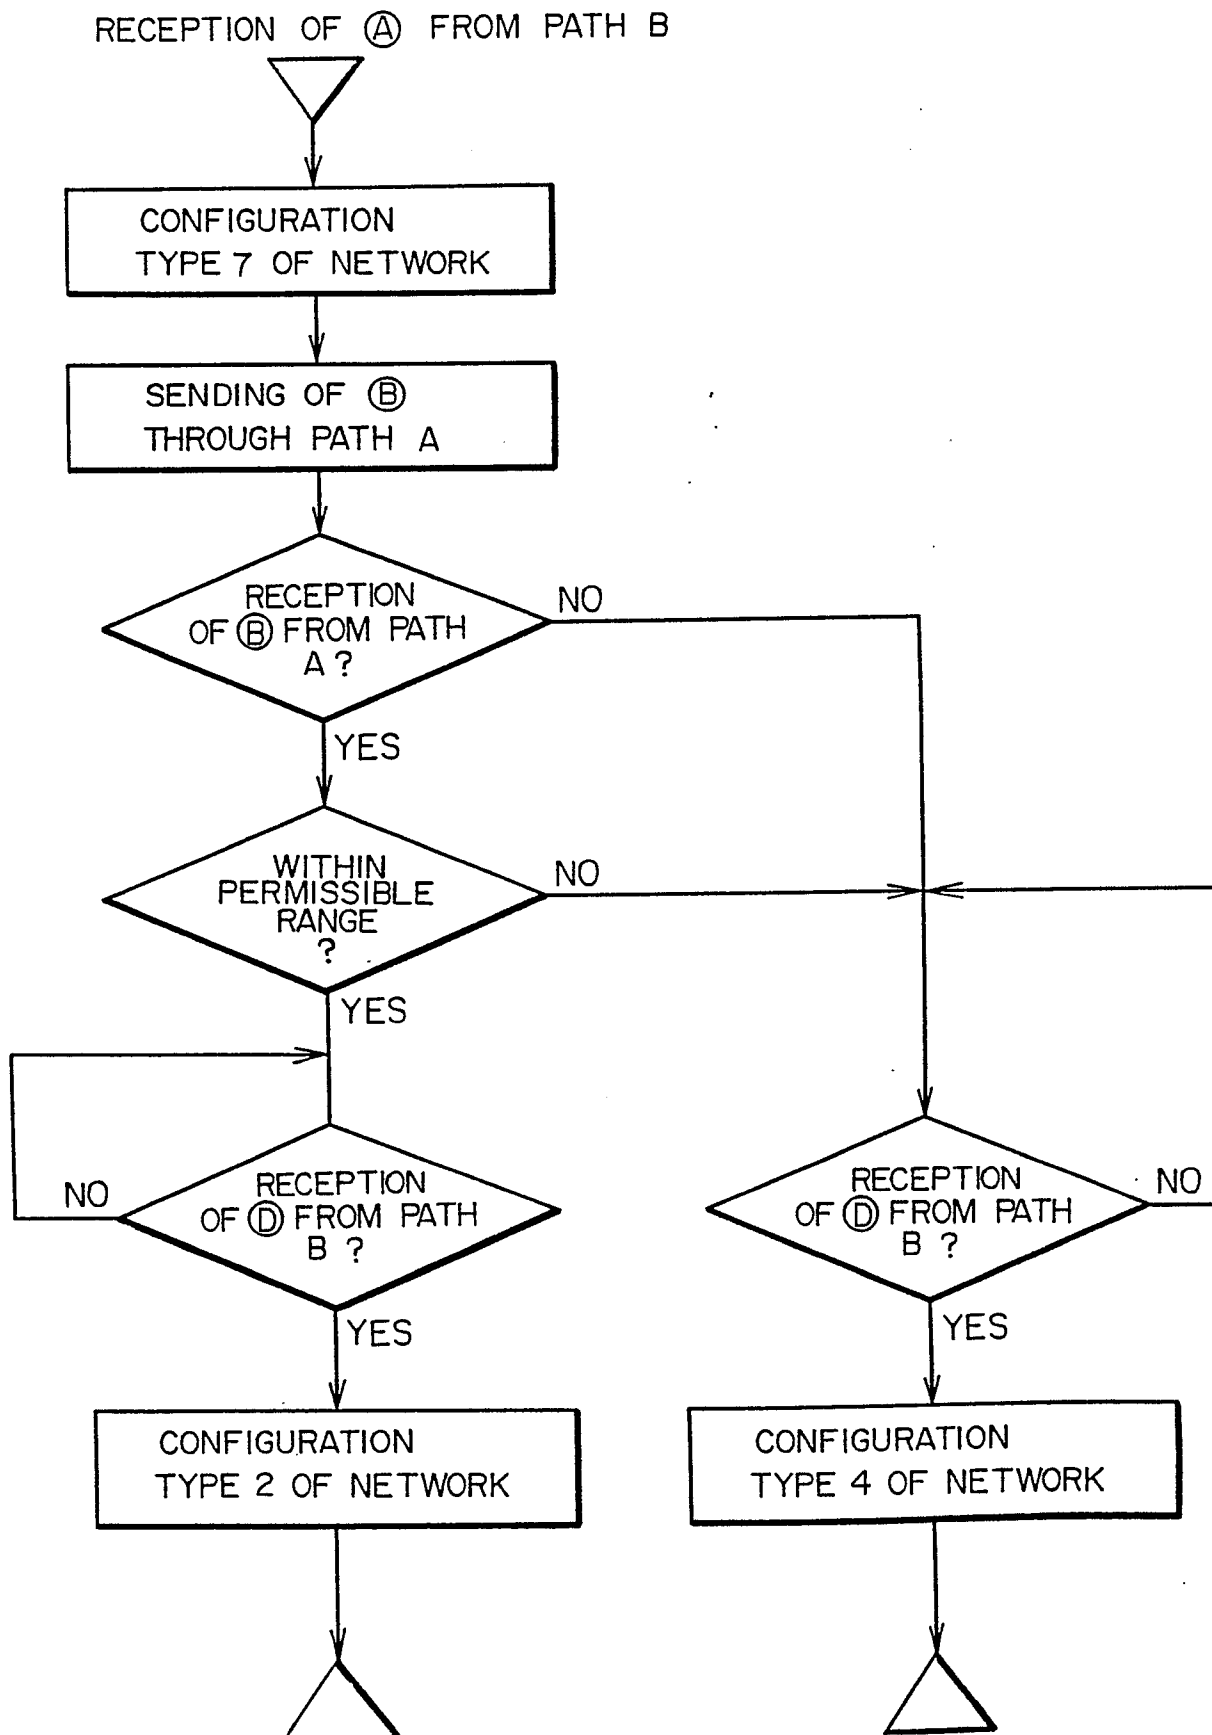 RECEPTION OF Ⓐ FROM PATH B
CONFIGURATION
TYPE 7 OF NETWORK
SENDING OF Ⓑ
THROUGH PATH A
RECEPTION
OF Ⓑ FROM PATH
A ?
NO
YES
WITHIN
PERMISSIBLE
RANGE
?
NO
YES
RECEPTION
OF Ⓓ FROM PATH
B ?
NO
YES
RECEPTION
OF Ⓓ FROM PATH
B ?
NO
YES
CONFIGURATION
TYPE 2 OF NETWORK
CONFIGURATION
TYPE 4 OF NETWORK